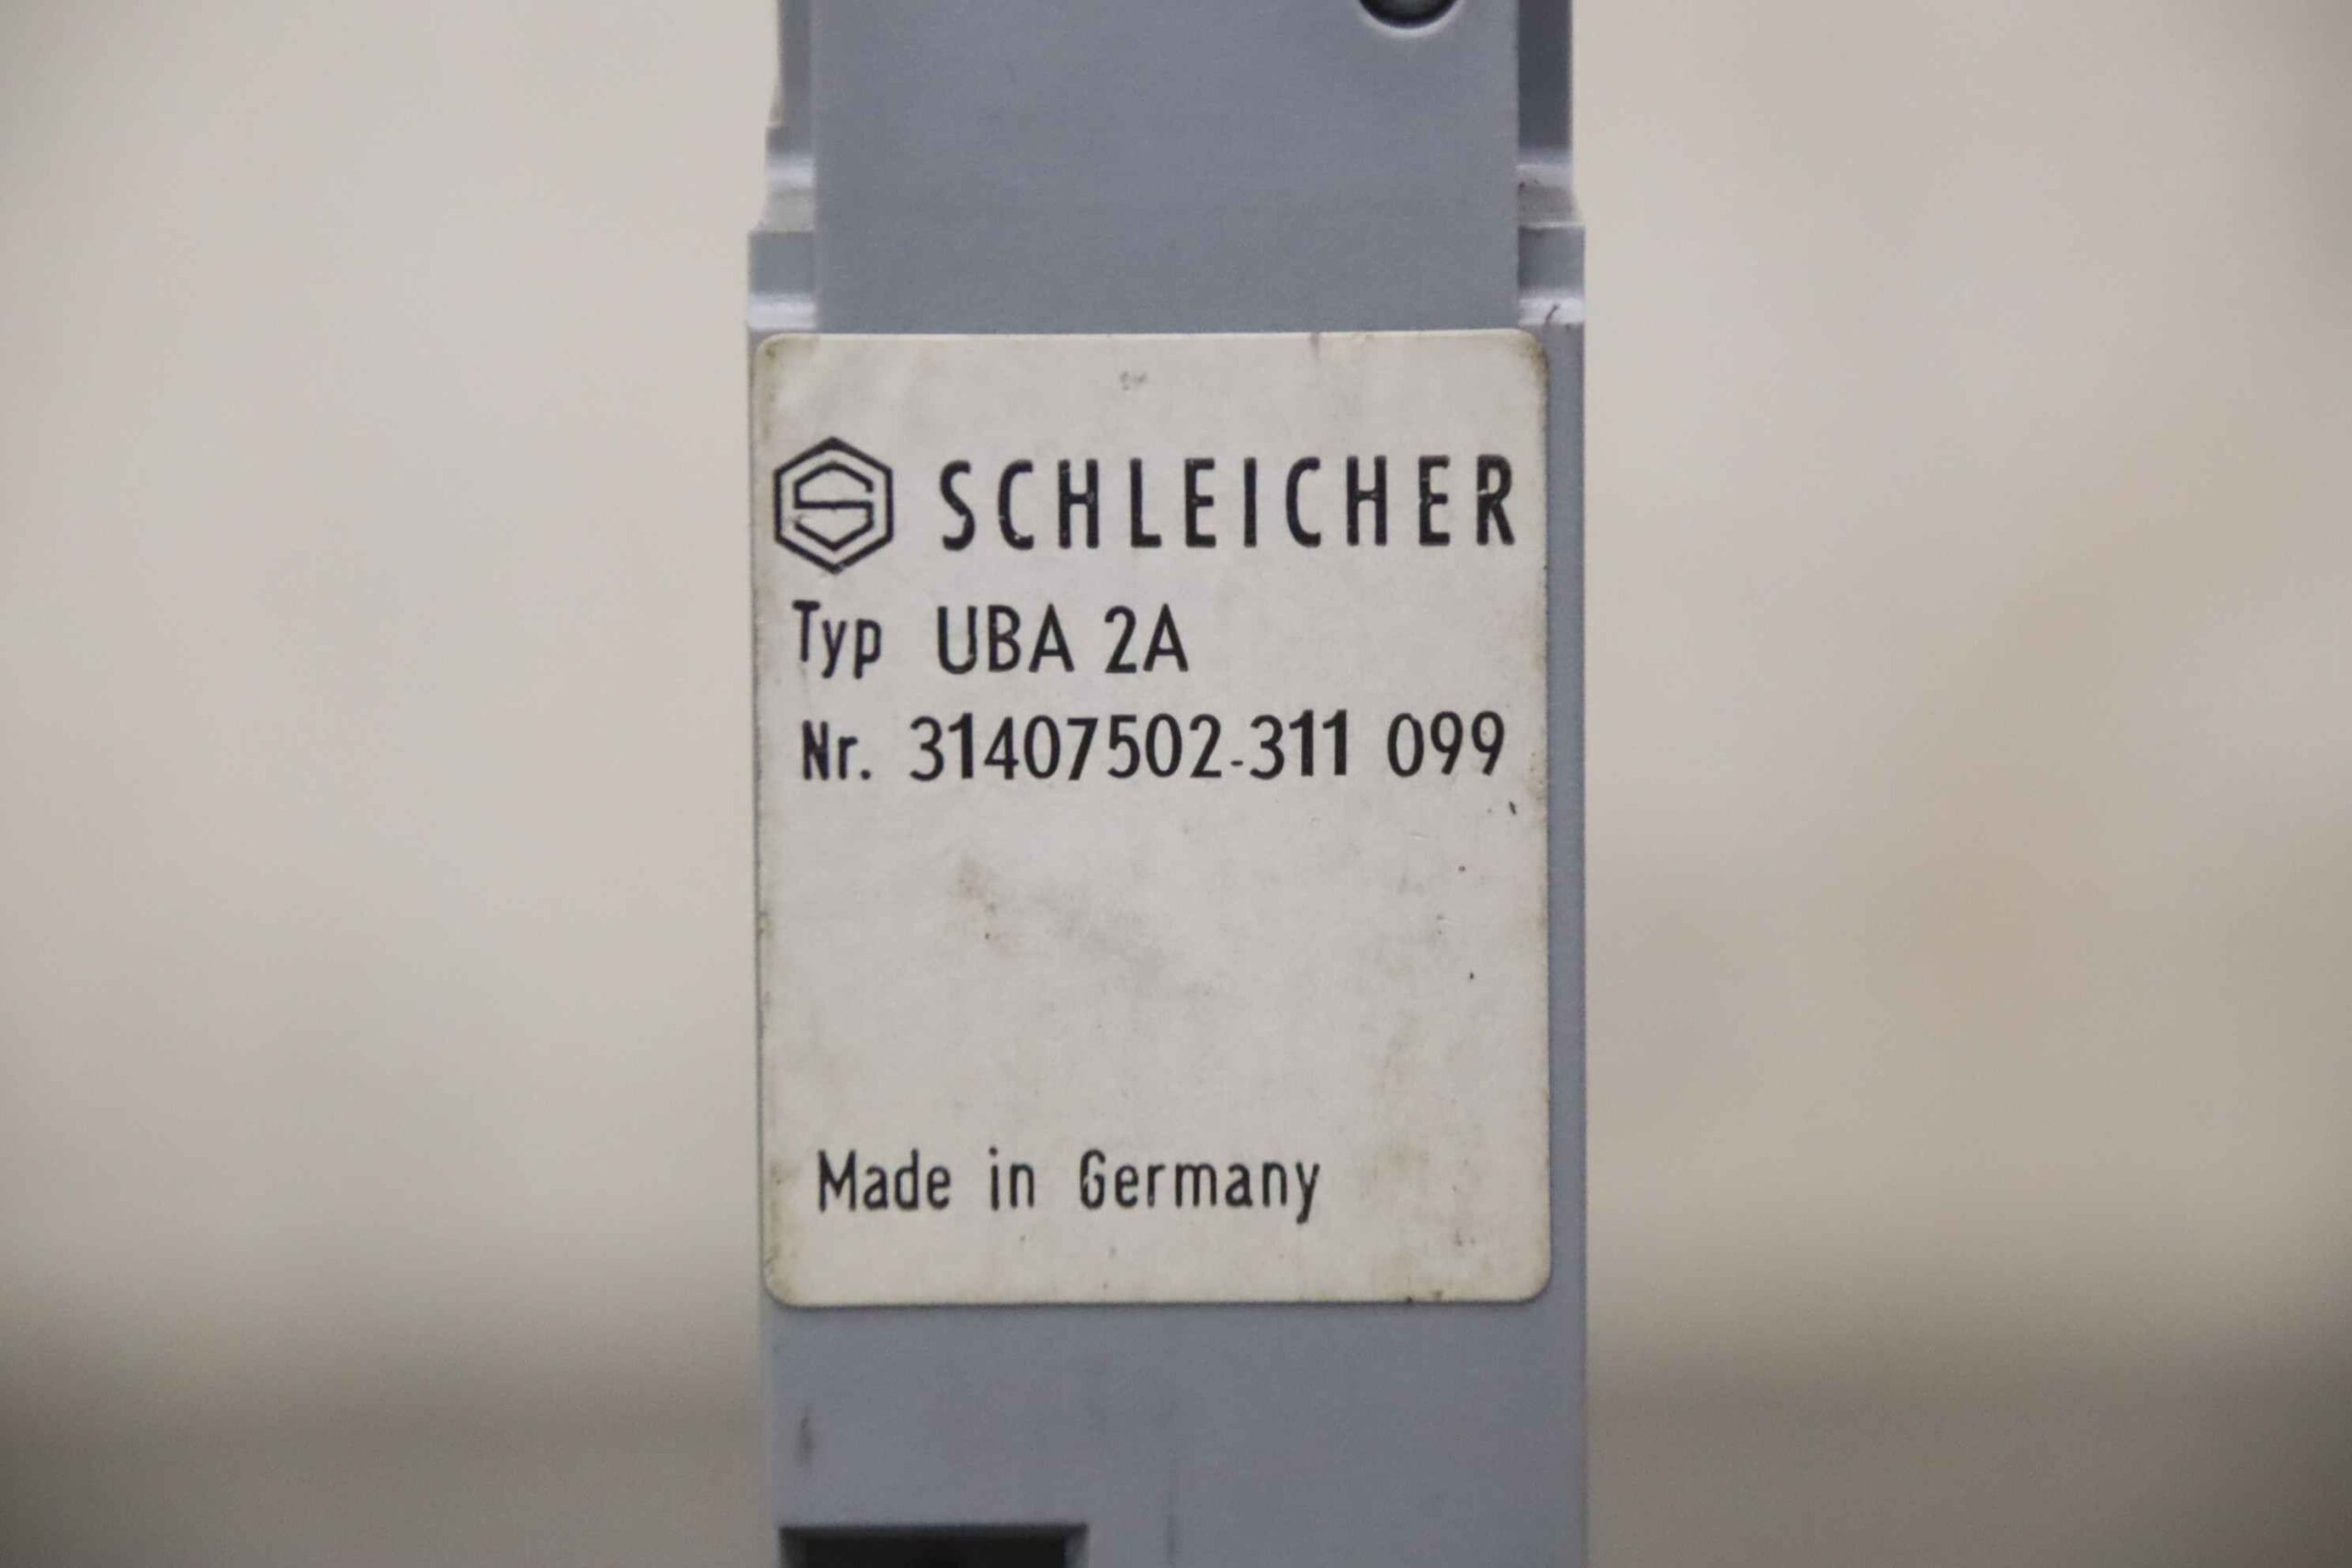 SCHLEICHER
Typ UBA 2A
Nr. 31407502-311 099
Made in Germany